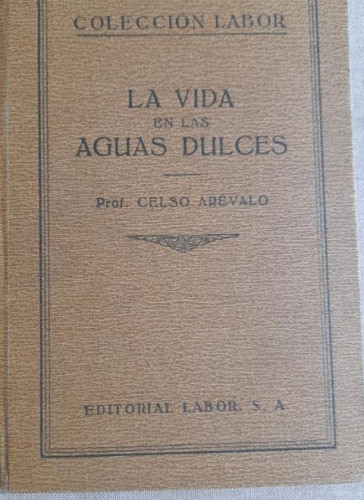 COLECCIÓN LABOR
LA VIDA
EN LAS
AGUAS DULCES
Prof. CELSO ARÉVALO
EDITORIAL LABOR, S. A